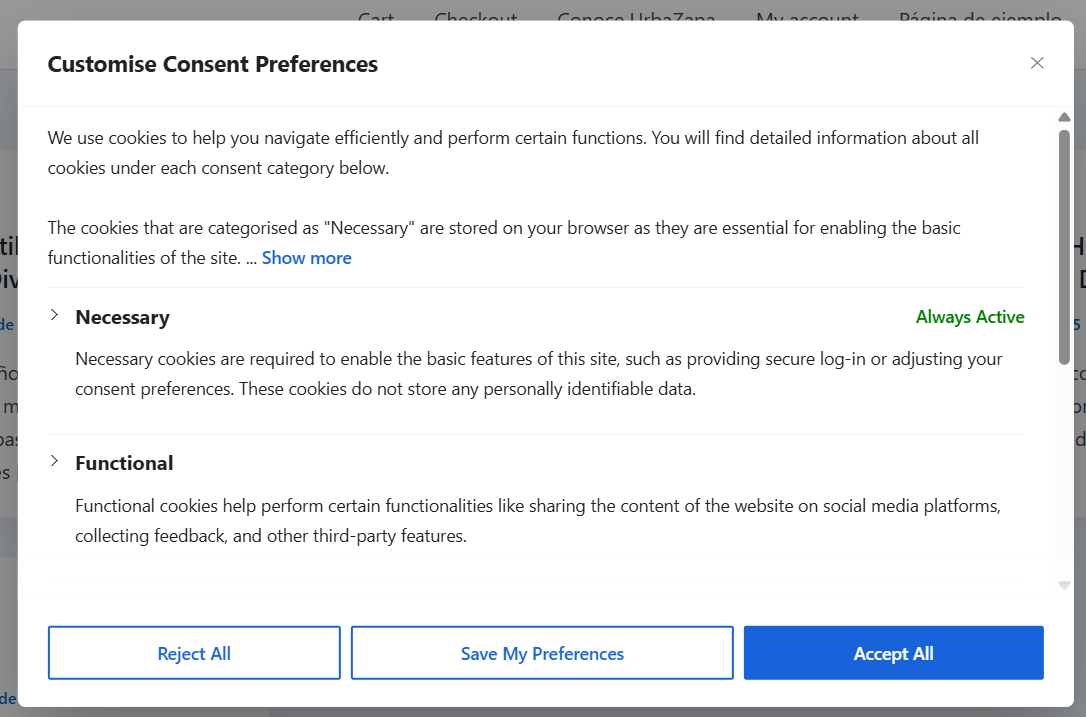 Cart Checkout Conoce UrbaZapa My account Página de ejemplo
Customise Consent Preferences
We use cookies to help you navigate efficiently and perform certain functions. You will find detailed information about all
cookies under each consent category below.
The cookies that are categorised as "Necessary" are stored on your browser as they are essential for enabling the basic
functionalities of the site. ... Show more
Necessary
Always Active
Necessary cookies are required to enable the basic features of this site, such as providing secure log-in or adjusting your
consent preferences. These cookies do not store any personally identifiable data.
Functional
Functional cookies help perform certain functionalities like sharing the content of the website on social media platforms,
collecting feedback, and other third-party features.
Reject All
Save My Preferences
Accept All